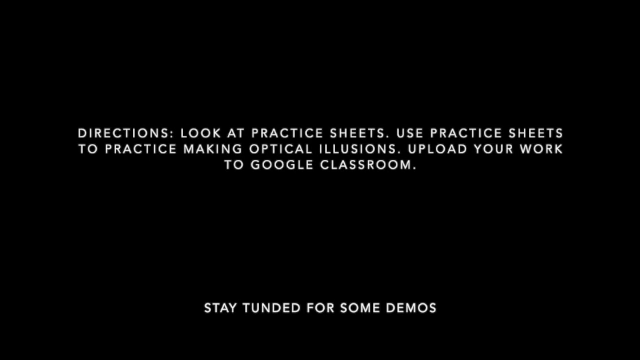 DIRECTIONS: LOOK AT PRACTICE SHEETS. USE PRACTICE SHEETS
TO PRACTICE MAKING OPTICAL ILLUSIONS. UPLOAD YOUR WORK
TO GOOGLE CLASSROOM.
STAY TUNDED FOR SOME DEMOS